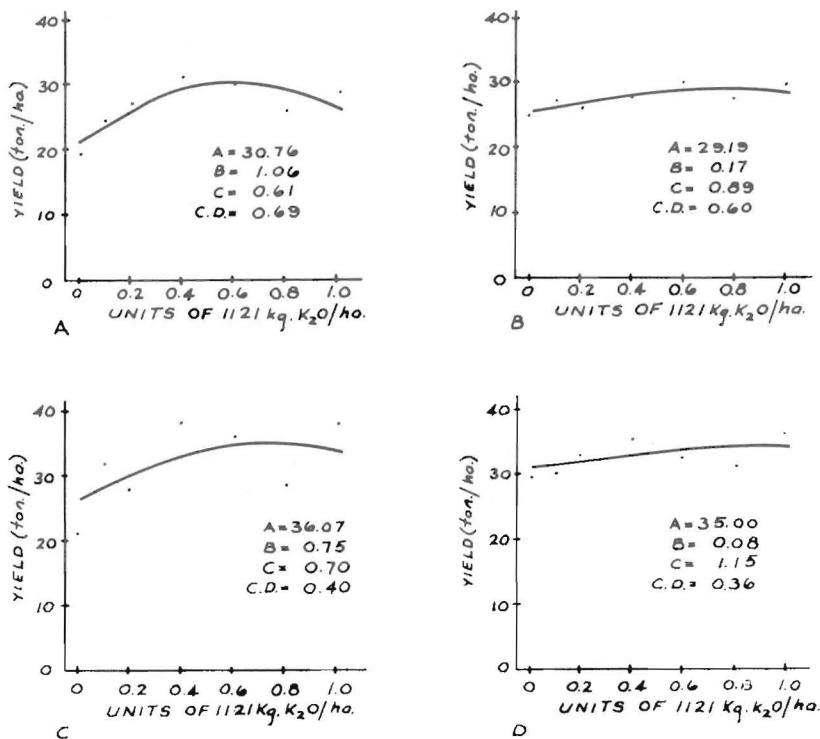 40
30
20
10
0
YIELD (ton./ha)
A = 30.76
B = 1.06
C = 0.61
C.D. = 0.69
0 0.2 0.4 0.6 0.8 1.0
UNITS OF 1121 kg. K₂O/ha.
A
40
30
20
10
0
YIELD (ton./ha.)
A = 29.19
B = 0.17
C = 0.89
C.D. = 0.60
0 0.2 0.4 0.6 0.8 1.0
UNITS OF 1121 Kg. K₂O/ha.
B
40
30
20
10
0
YIELD (ton./ha.)
A = 36.07
B = 0.75
C = 0.70
C.D. = 0.40
0 0.2 0.4 0.6 0.8 1.0
UNITS OF 1121 Kg. K₂O/ha.
C
40
30
20
10
0
YIELD (ton./ha.)
A = 35.00
B = 0.08
C = 1.15
C.D. = 0.36
0 0.2 0.4 0.6 0.13 1.0
UNITS OF 1121 Kg. K₂O/ha.
D